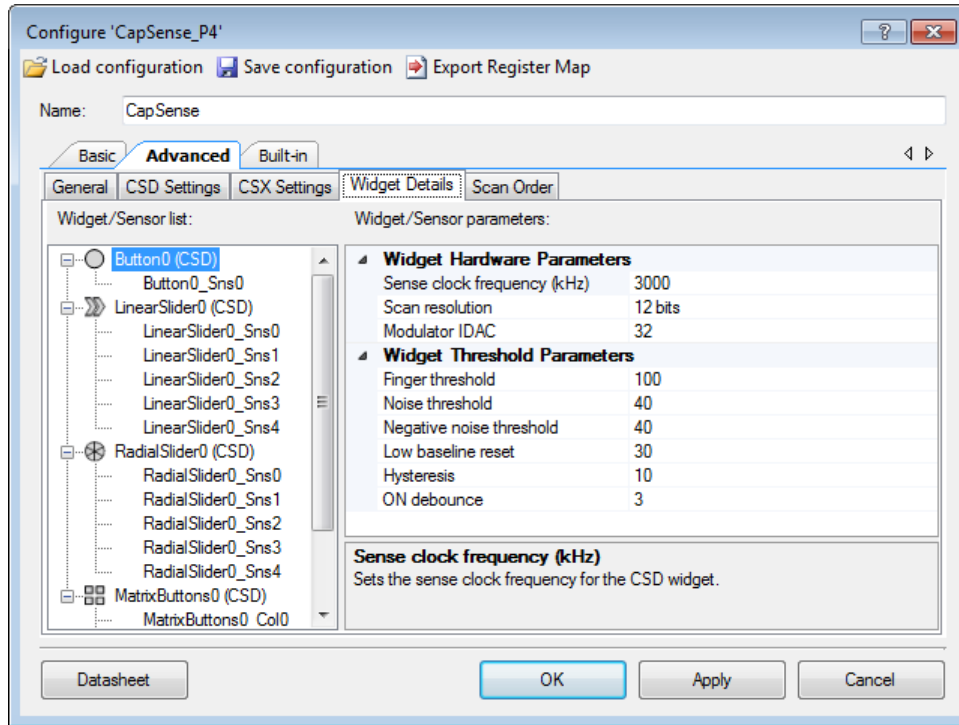 Configure 'CapSense_P4'
Load configuration Save configuration Export Register Map
Name: CapSense
Basic Advanced Built-in
General CSD Settings CSX Settings Widget Details Scan Order
Widget/Sensor list: Widget/Sensor parameters:
Button0 (CSD) Widget Hardware Parameters
Button0_Sns0 Sense clock frequency (kHz) 3000
LinearSlider0 (CSD) Scan resolution 12 bits
LinearSlider0_Sns0 Modulator IDAC 32
LinearSlider0_Sns1 Widget Threshold Parameters
LinearSlider0_Sns2 Finger threshold 100
LinearSlider0_Sns3 Noise threshold 40
LinearSlider0_Sns4 Negative noise threshold 40
RadialSlider0 (CSD) Low baseline reset 30
RadialSlider0_Sns0 Hysteresis 10
RadialSlider0_Sns1 ON debounce 3
RadialSlider0_Sns2
RadialSlider0_Sns3 Sense clock frequency (kHz)
RadialSlider0_Sns4 Sets the sense clock frequency for the CSD widget.
MatrixButtons0 (CSD)
MatrixButtons0_Col0
Datasheet OK Apply Cancel